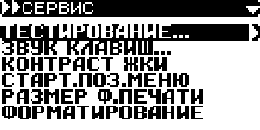 СЕРВИС
ТЕСТИРОВАНИЕ...
ЗВУК КЛАВИШ...
КОНТРАСТ ЖКИ
СТАРТ.ПОЗ.МЕНЮ
РАЗМЕР Ф.ПЕЧАТИ
ФОРМАТИРОВАНИЕ